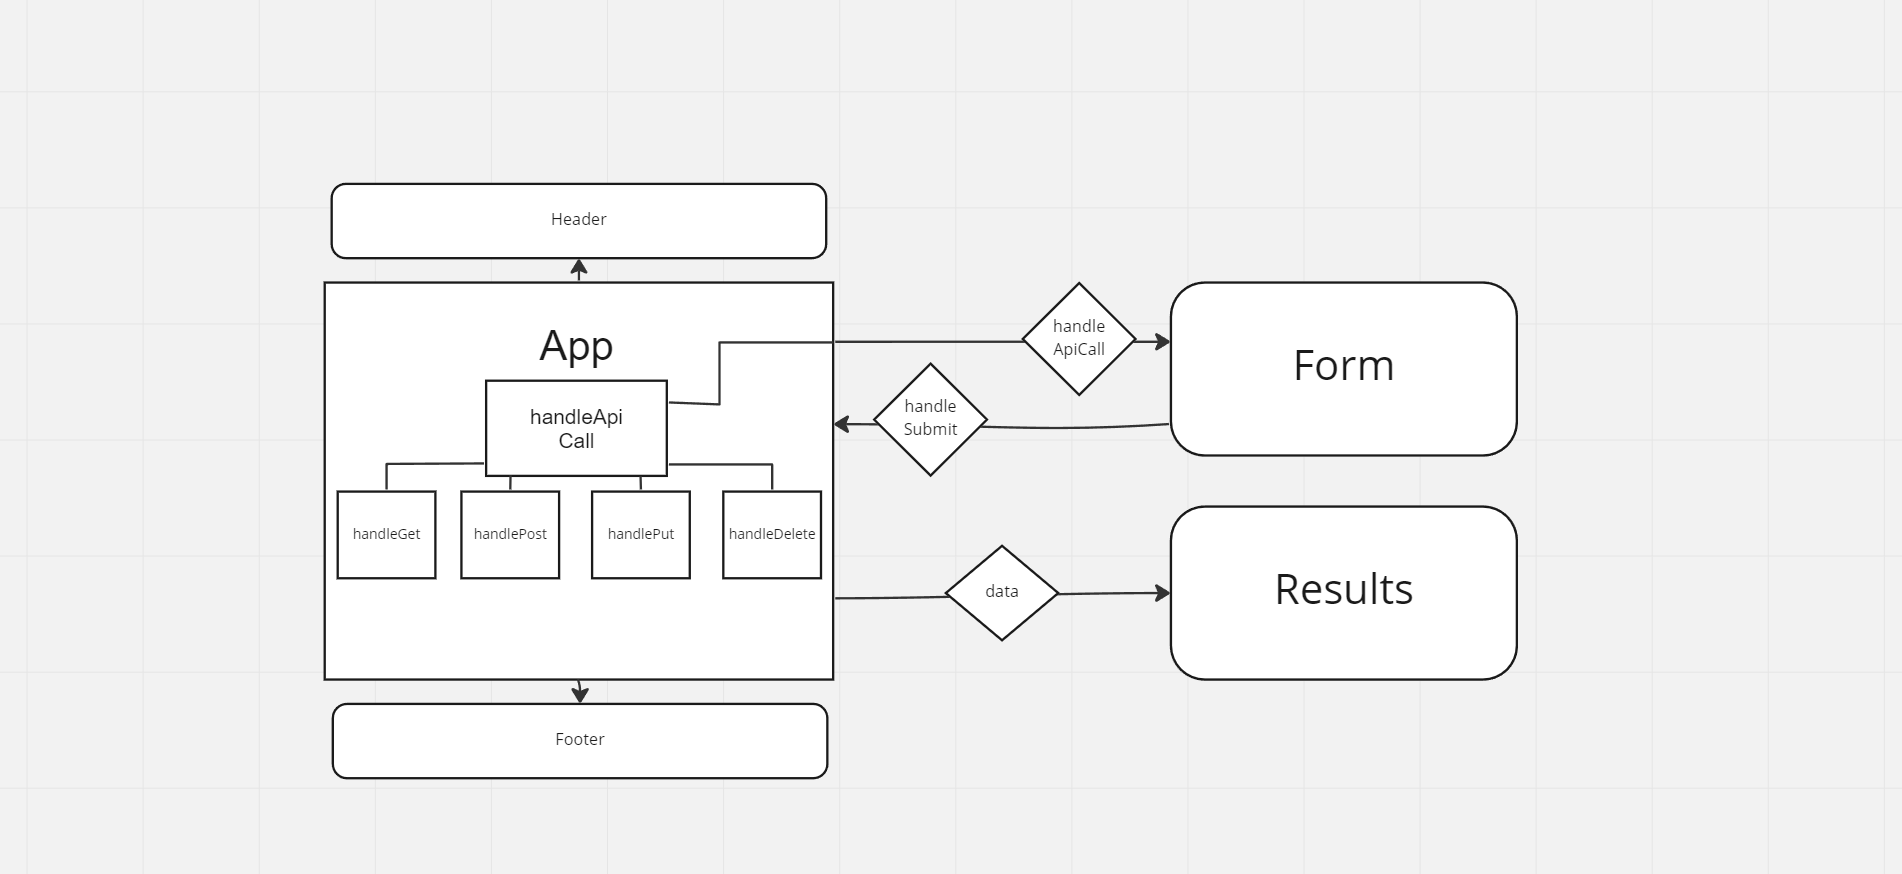 Header
App
handleApi
Call
handleGet
handlePost
handlePut
handleDelete
handle
ApiCall
handle
Submit
data
Form
Results
Footer